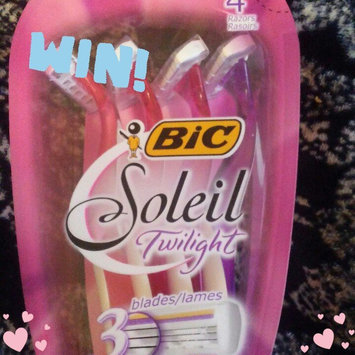 4
Razors
Rasoirs
WIN!
BIC
Soleil
Twilight
blades/lames
3